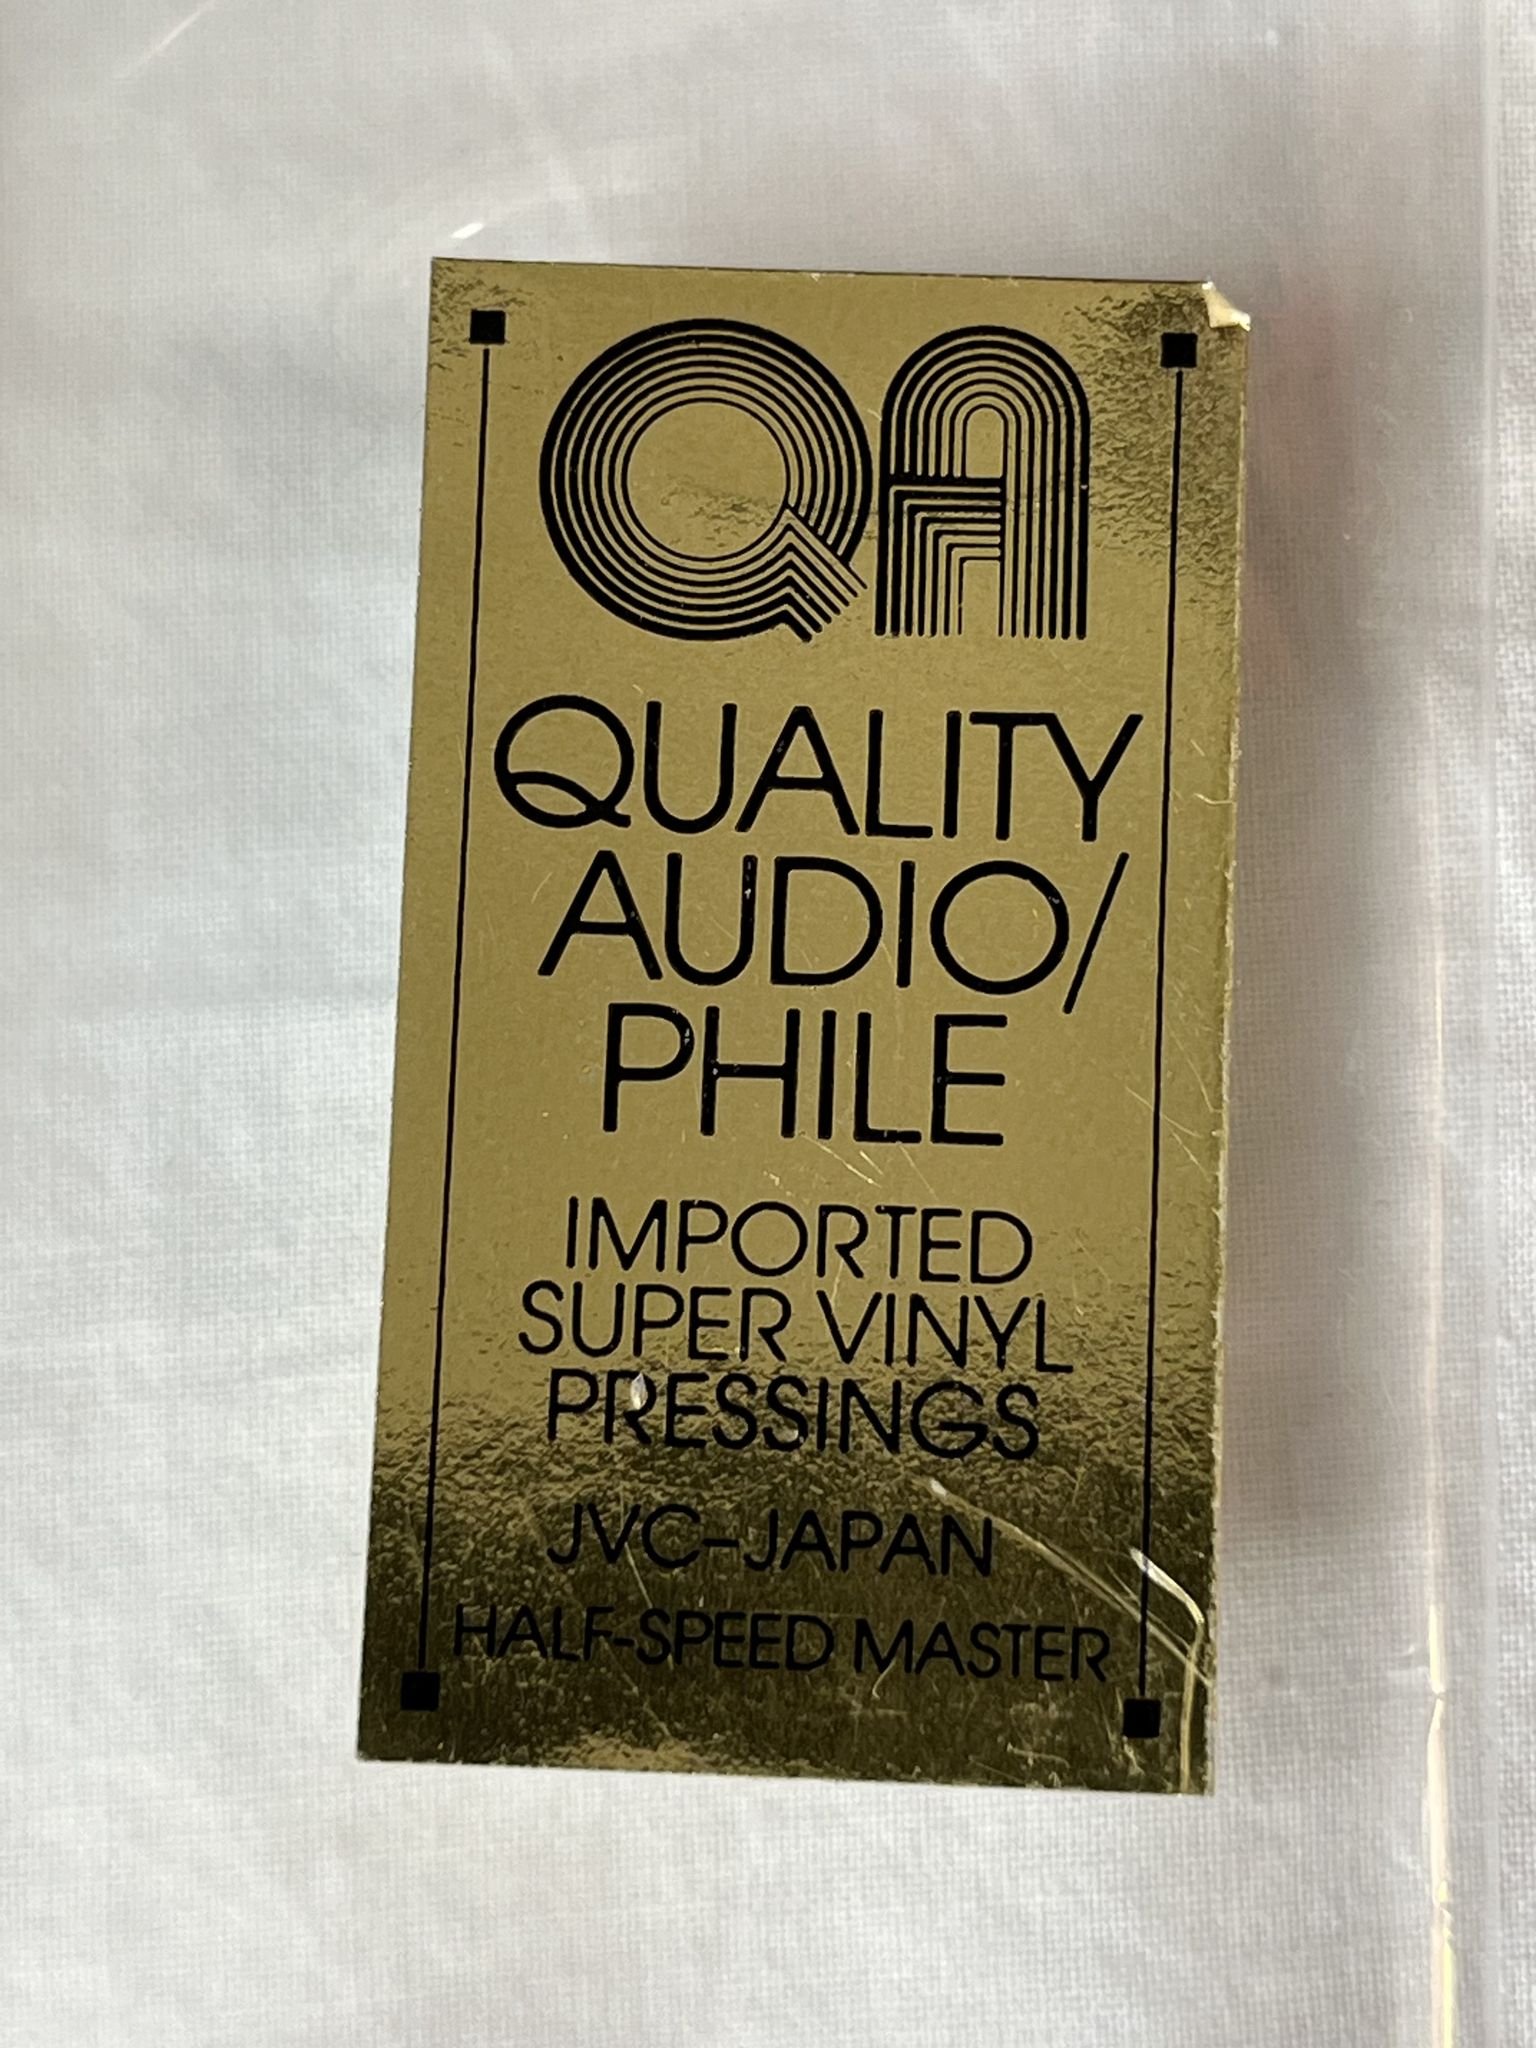 QA
QUALITY
AUDIO/
PHILE
IMPORTED
SUPER VINYL
PRESSINGS
JVC-JAPAN
HALF-SPEED MASTER